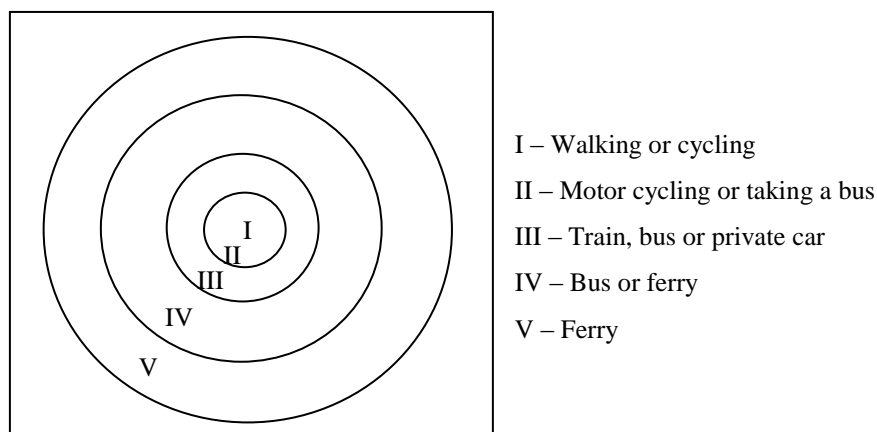 I
II
III
IV
V
I – Walking or cycling
II – Motor cycling or taking a bus
III – Train, bus or private car
IV – Bus or ferry
V – Ferry